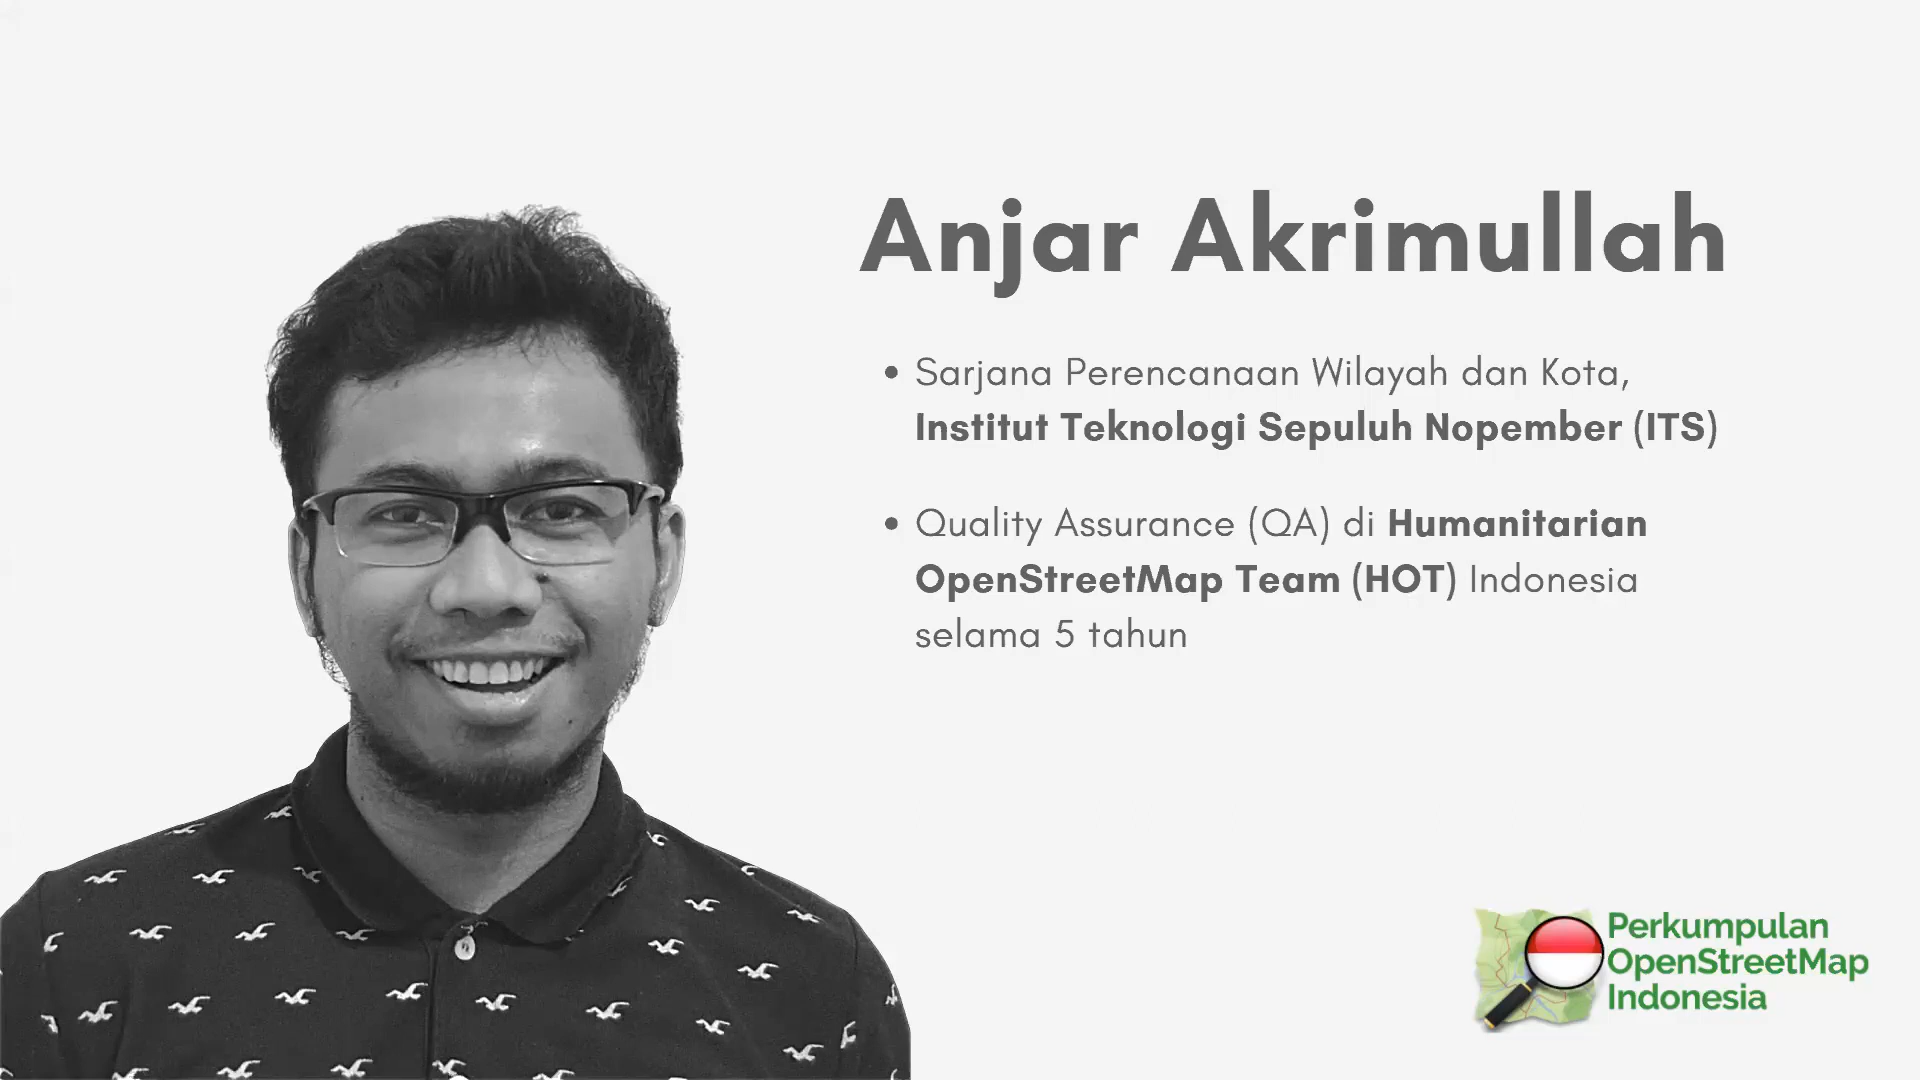 Anjar Akrimullah
• Sarjana Perencanaan Wilayah dan Kota,
Institut Teknologi Sepuluh Nopember (ITS)
• Quality Assurance (QA) di Humanitarian
OpenStreetMap Team (HOT) Indonesia
selama 5 tahun
Perkumpulan
OpenStreetMap
Indonesia